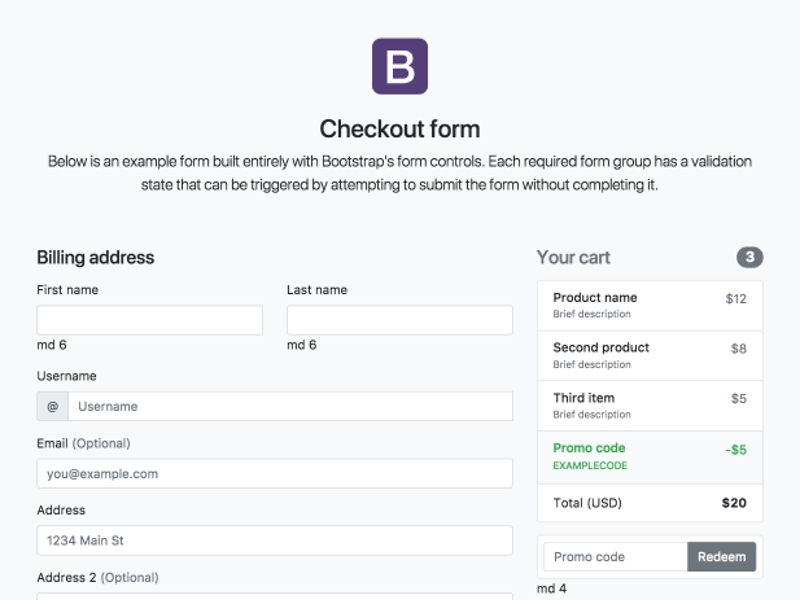 B
Checkout form
Below is an example form built entirely with Bootstrap's form controls. Each required form group has a validation
state that can be triggered by attempting to submit the form without completing it.
Billing address
First name
Last name
md 6
md 6
Username
@ Username
Email (Optional)
you@example.com
Address
1234 Main St
Address 2 (Optional)
Your cart 3
Product name $12
Brief description
Second product $8
Brief description
Third item $5
Brief description
Promo code -$5
EXAMPLECODE
Total (USD) $20
Promo code Redeem
md 4